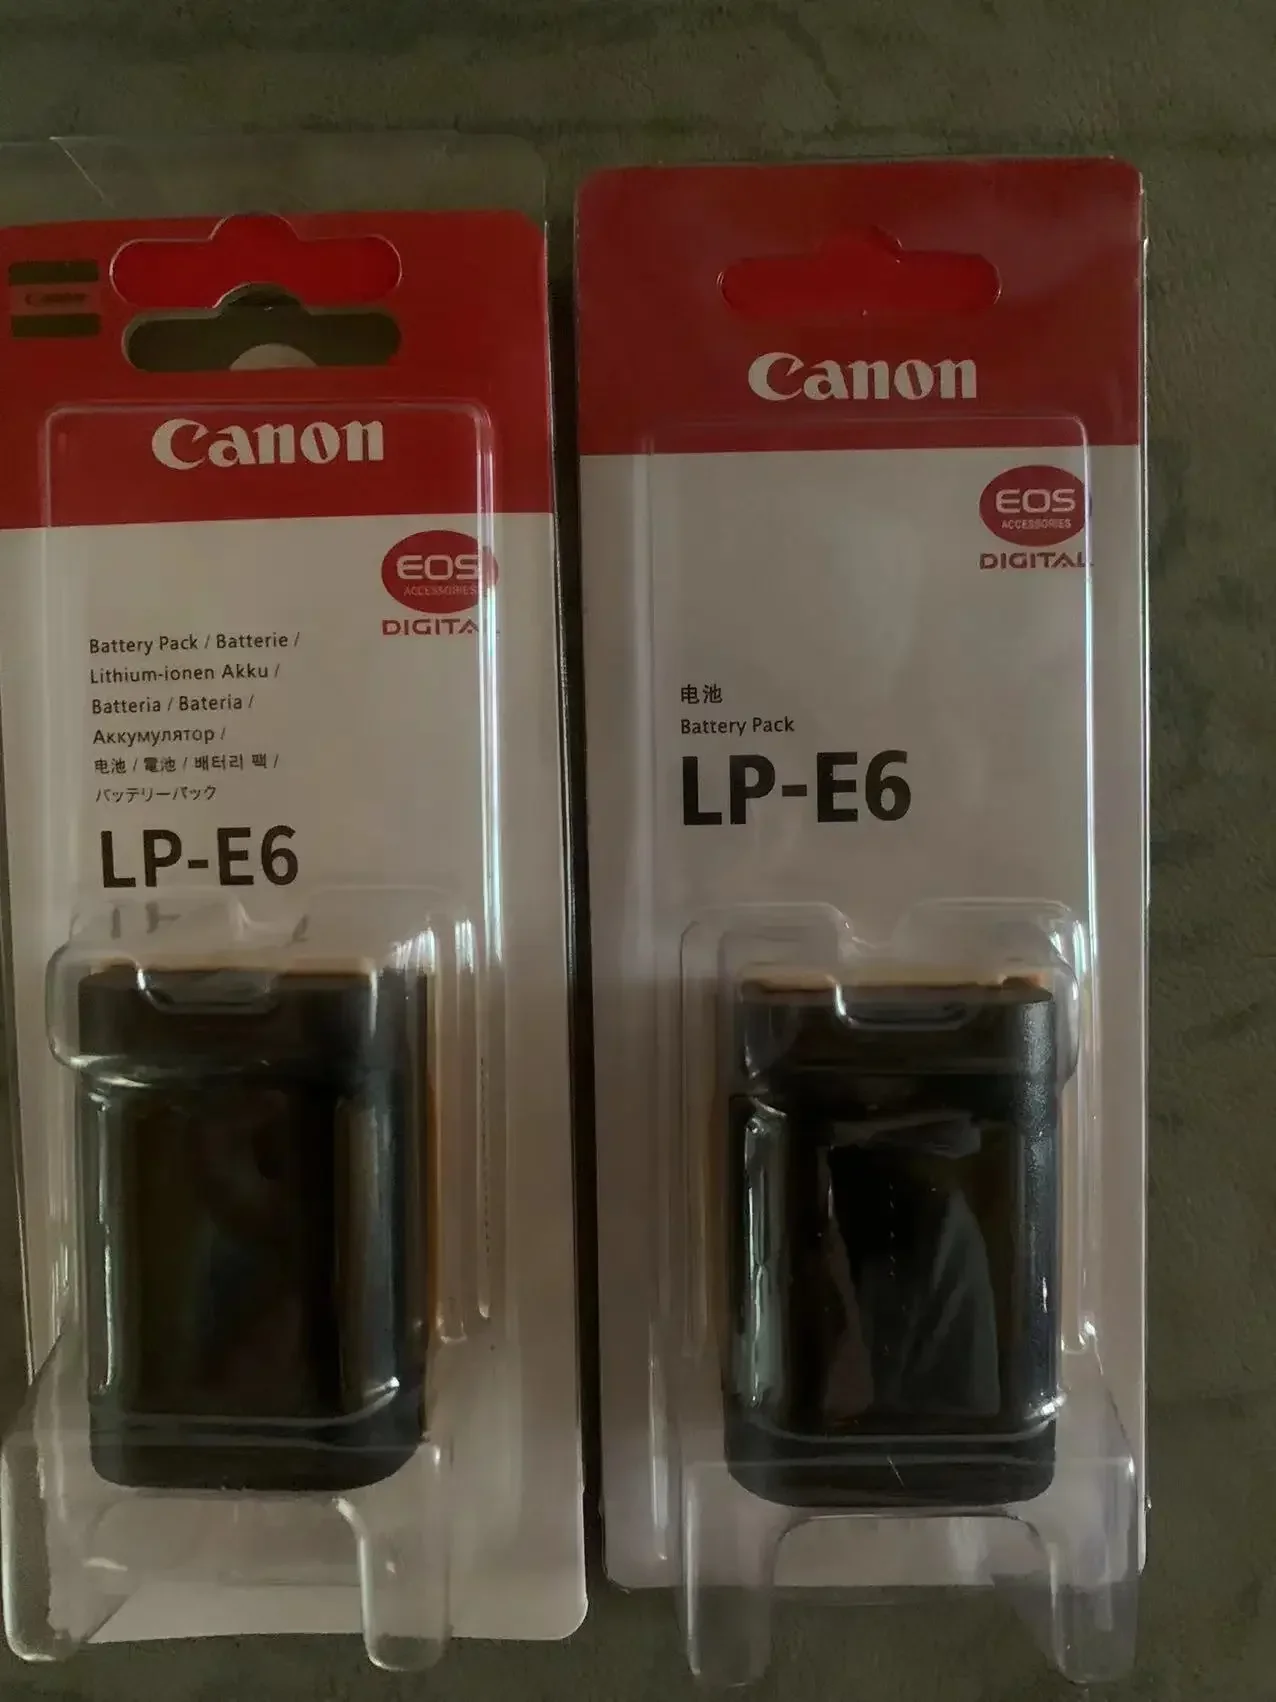 Canon
Canon
EOS
ACCESSORIES
DIGITAL
Battery Pack / Batterie /
Lithium-ionen Akku /
Batteria / Bateria /
Аккумулятор /
电池 / 電池 / 배터리 팩 /
バッテリーパック
LP-E6
Canon
EOS
ACCESSORIES
DIGITAL
电池
Battery Pack
LP-E6